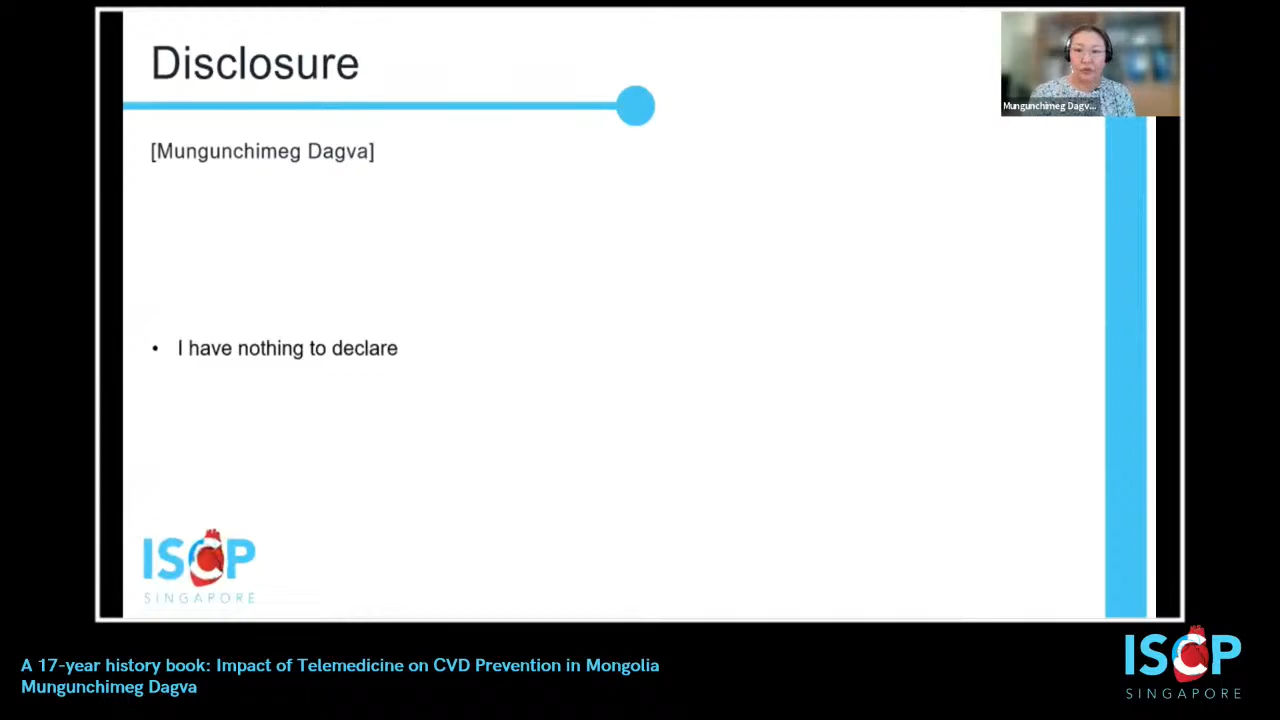 Disclosure
Mungunchimeg Dagv...
[Mungunchimeg Dagva]
• I have nothing to declare
ISCP
SINGAPORE
A 17-year history book: Impact of Telemedicine on CVD Prevention in Mongolia
Mungunchimeg Dagva
ISCP
SINGAPORE